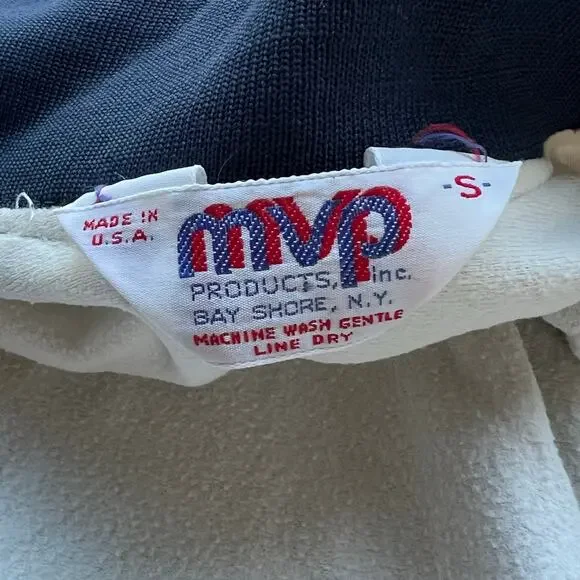 MADE IN
U.S.A.
mvp
-S-
PRODUCTS, inc.
BAY SHORE, N.Y.
MACHINE WASH GENTLE
LINE DRY